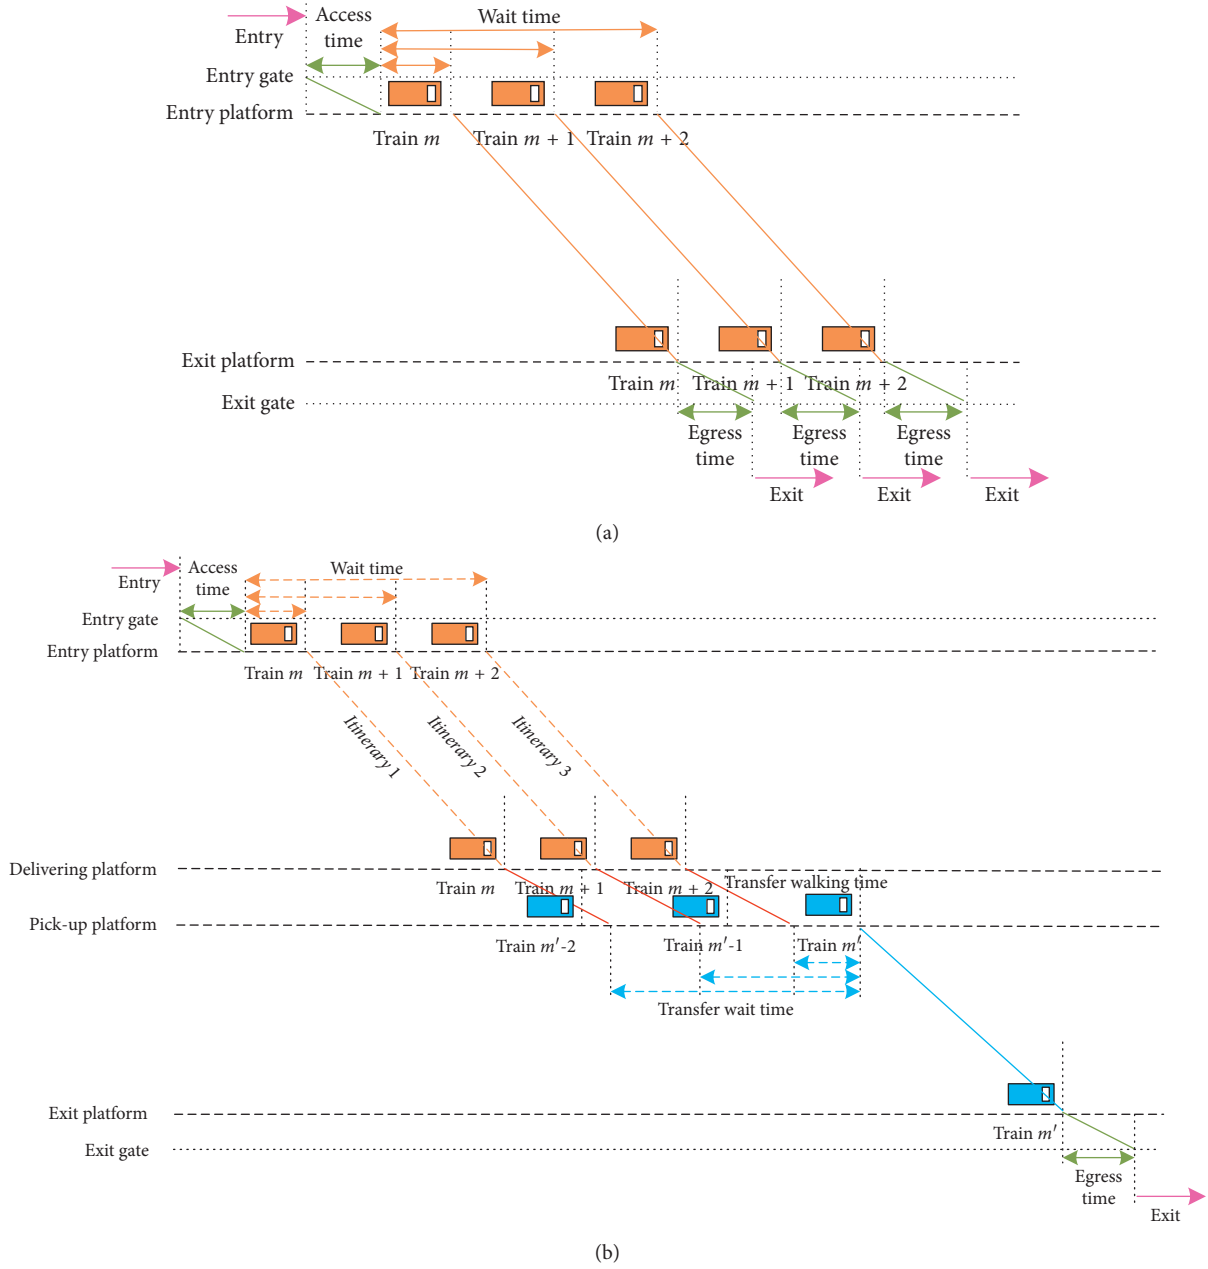 Access time
Wait time
Entry
Entry gate
Entry platform
Train m
Train m + 1
Train m + 2
Exit platform
Train m
Train m + 1
Train m + 2
Exit gate
Egress time
Egress time
Egress time
Exit
Exit
Exit
(a)
Access time
Wait time
Entry
Entry gate
Entry platform
Train m
Train m + 1
Train m + 2
Itinerary 1
Itinerary 2
Itinerary 3
Delivering platform
Train m
Train m + 1
Train m + 2
Transfer walking time
Pick-up platform
Train m′-2
Train m′-1
Train m′
Transfer wait time
Exit platform
Train m′
Exit gate
Egress time
Exit
(b)